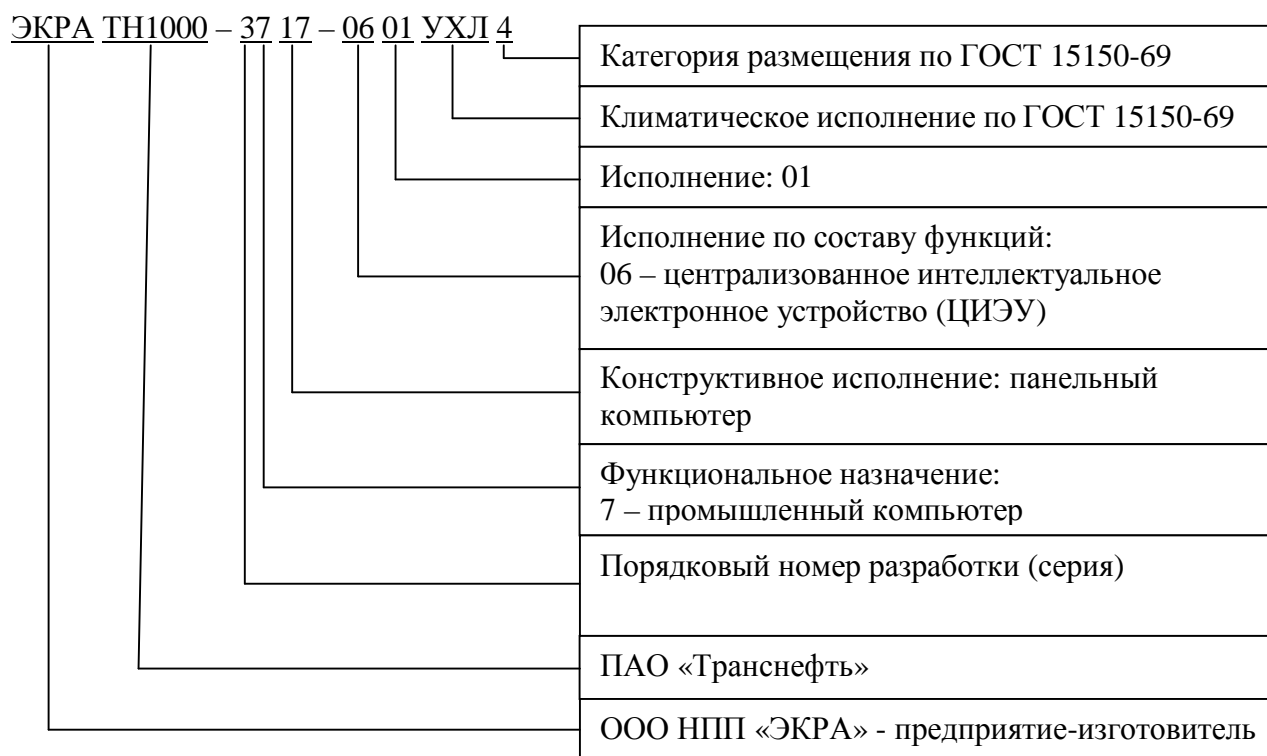 ЭКРА ТН1000 – 37 17 – 06 01 УХЛ 4
Категория размещения по ГОСТ 15150-69
Климатическое исполнение по ГОСТ 15150-69
Исполнение: 01
Исполнение по составу функций:
06 – централизованное интеллектуальное
электронное устройство (ЦИЭУ)
Конструктивное исполнение: панельный
компьютер
Функциональное назначение:
7 – промышленный компьютер
Порядковый номер разработки (серия)
ПАО «Транснефть»
ООО НПП «ЭКРА» - предприятие-изготовитель